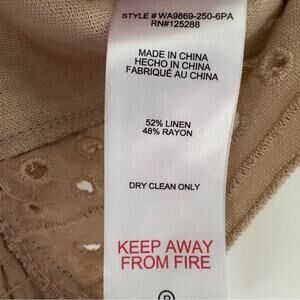 STYLE # WA9869-250-6PA
RN#125288
MADE IN CHINA
HECHO IN CHINA
FABRIQUÉ AU CHINA
52% LINEN
48% RAYON
DRY CLEAN ONLY
KEEP AWAY
FROM FIRE